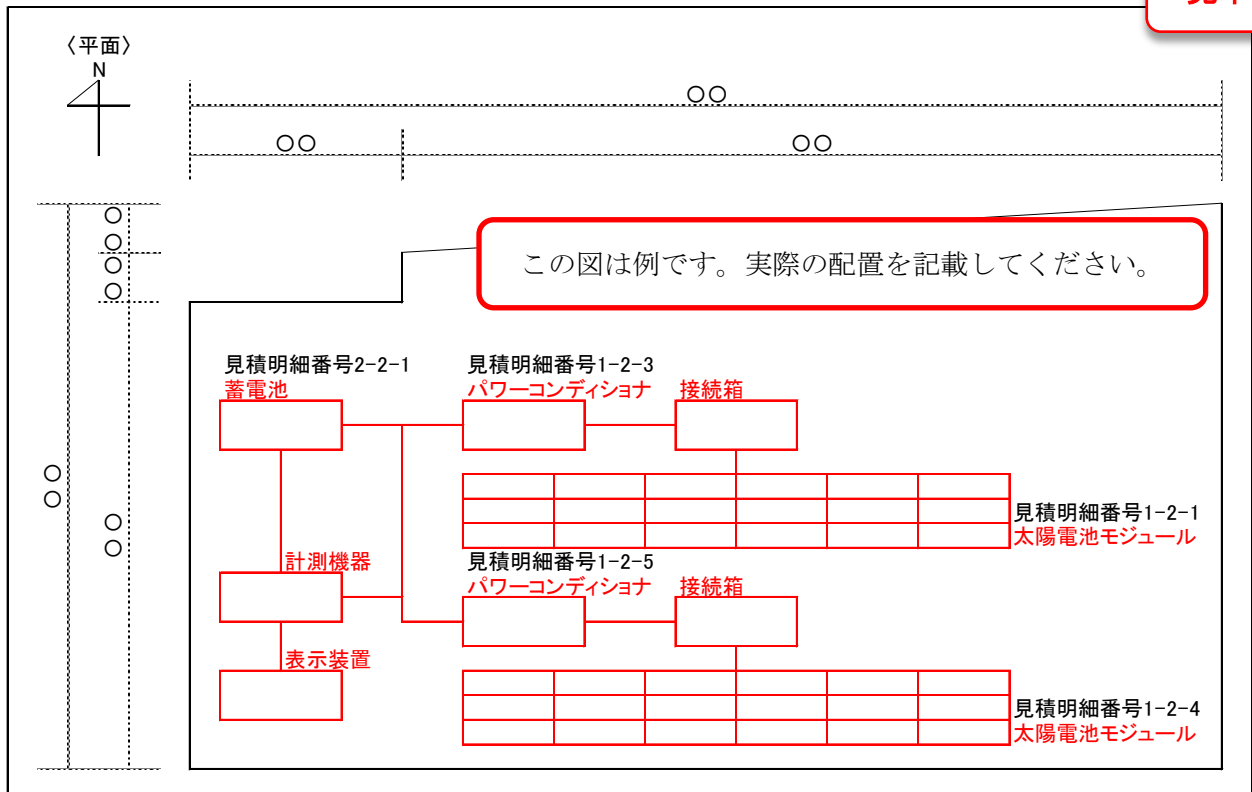 〈平面〉
N
○○
○○
○○
○○
○○
○○
○○
この図は例です。実際の配置を記載してください。
見積明細番号2-2-1
蓄電池
見積明細番号1-2-3
パワーコンディショナ
接続箱
見積明細番号1-2-1
太陽電池モジュール
計測機器
見積明細番号1-2-5
パワーコンディショナ
接続箱
表示装置
見積明細番号1-2-4
太陽電池モジュール